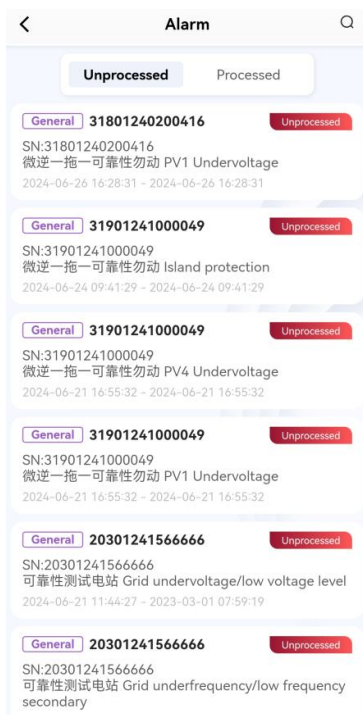 Alarm
Unprocessed Processed
General 31801240200416 Unprocessed
SN:31801240200416
微逆一拖一可靠性勿动 PV1 Undervoltage
2024-06-26 16:28:31 - 2024-06-26 16:28:31
General 31901241000049 Unprocessed
SN:31901241000049
微逆一拖一可靠性勿动 Island protection
2024-06-24 09:41:29 - 2024-06-24 09:41:29
General 31901241000049 Unprocessed
SN:31901241000049
微逆一拖一可靠性勿动 PV4 Undervoltage
2024-06-21 16:55:32 - 2024-06-21 16:55:32
General 31901241000049 Unprocessed
SN:31901241000049
微逆一拖一可靠性勿动 PV1 Undervoltage
2024-06-21 16:55:32 - 2024-06-21 16:55:32
General 20301241566666 Unprocessed
SN:20301241566666
可靠性测试电站 Grid undervoltage/low voltage level
2024-06-21 11:44:27 - 2023-03-01 07:59:19
General 20301241566666 Unprocessed
SN:20301241566666
可靠性测试电站 Grid underfrequency/low frequency
secondary